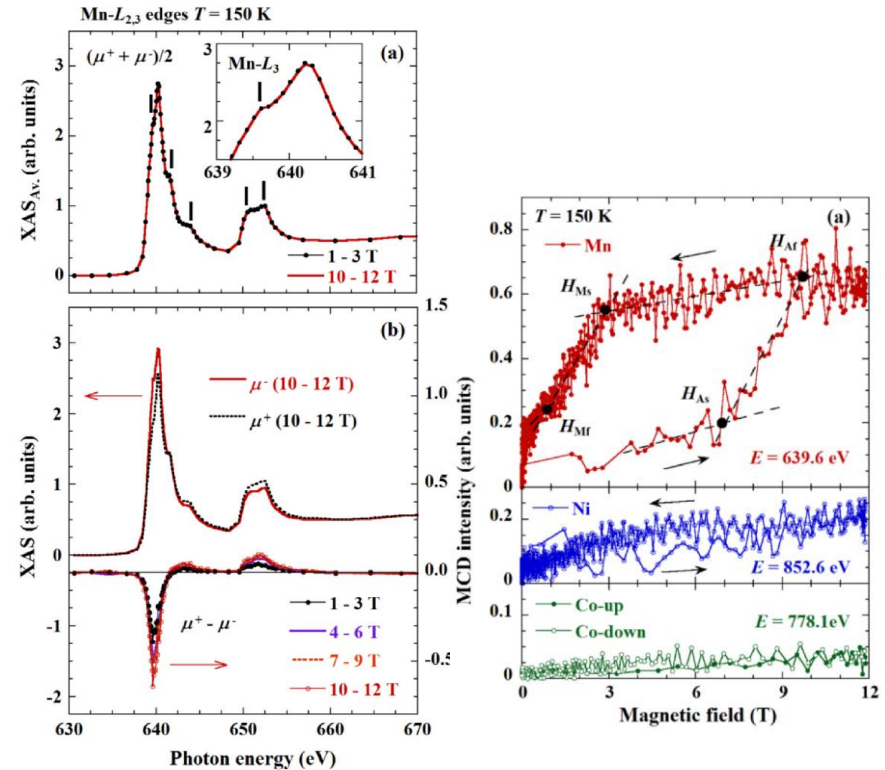 Mn-L2,3 edges T = 150 K
(a)
(μ+ + μ-)/2
Mn-L3
3
2
639
640
641
3
2
1
0
XASAv. (arb. units)
1 - 3 T
10 - 12 T
(b)
1.5
1.0
0.5
0.0
-0.5
3
2
1
0
-1
-2
XAS (arb. units)
μ- (10 - 12 T)
μ+ (10 - 12 T)
μ+ - μ-
1 - 3 T
4 - 6 T
7 - 9 T
10 - 12 T
630
640
650
660
670
Photon energy (eV)
T = 150 K
(a)
Mn
HAf
HMs
HAs
HMf
E = 639.6 eV
0.8
0.6
0.4
0.2
0
MCD intensity (arb. units)
Ni
E = 852.6 eV
0.2
0
Co-up
Co-down
E = 778.1eV
0.1
0
0
3
6
9
12
Magnetic field (T)